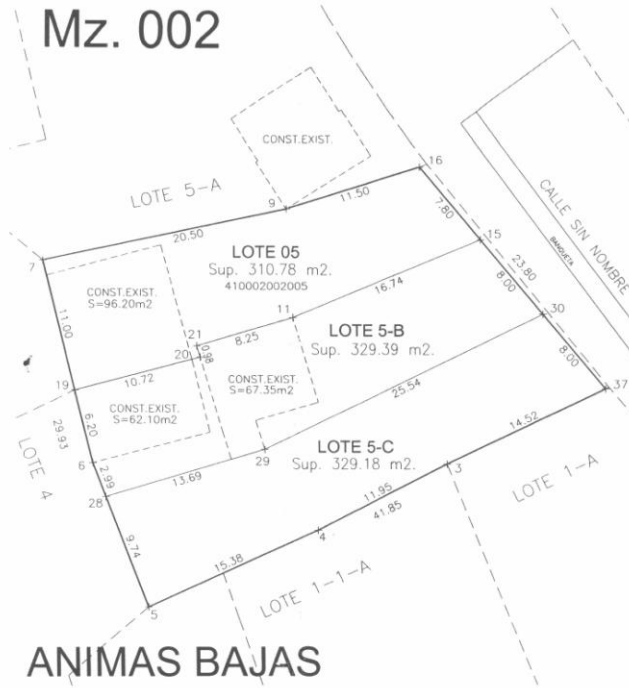 Mz. 002
CONST.EXIST.
16
LOTE 5-A
9
11.50
7.80
CALLE SIN NOMBRE
BANQUETA
20.50
15
7
LOTE 05
Sup. 310.78 m2.
410002002005
23.80
8.00
CONST.EXIST.
S=96.20m2
16.74
11.00
11
30
21
8.25
LOTE 5-B
Sup. 329.39 m2.
20
0.98
8.00
10.72
19
CONST.EXIST.
S=67.35m2
25.54
37
CONST.EXIST.
S=62.10m2
6.20
29.93
LOTE 4
14.52
6
29
LOTE 5-C
Sup. 329.18 m2.
2.99
13.69
3
28
11.95
41.85
LOTE 1-A
9.74
4
15.38
LOTE 1-1-A
5
ANIMAS BAJAS